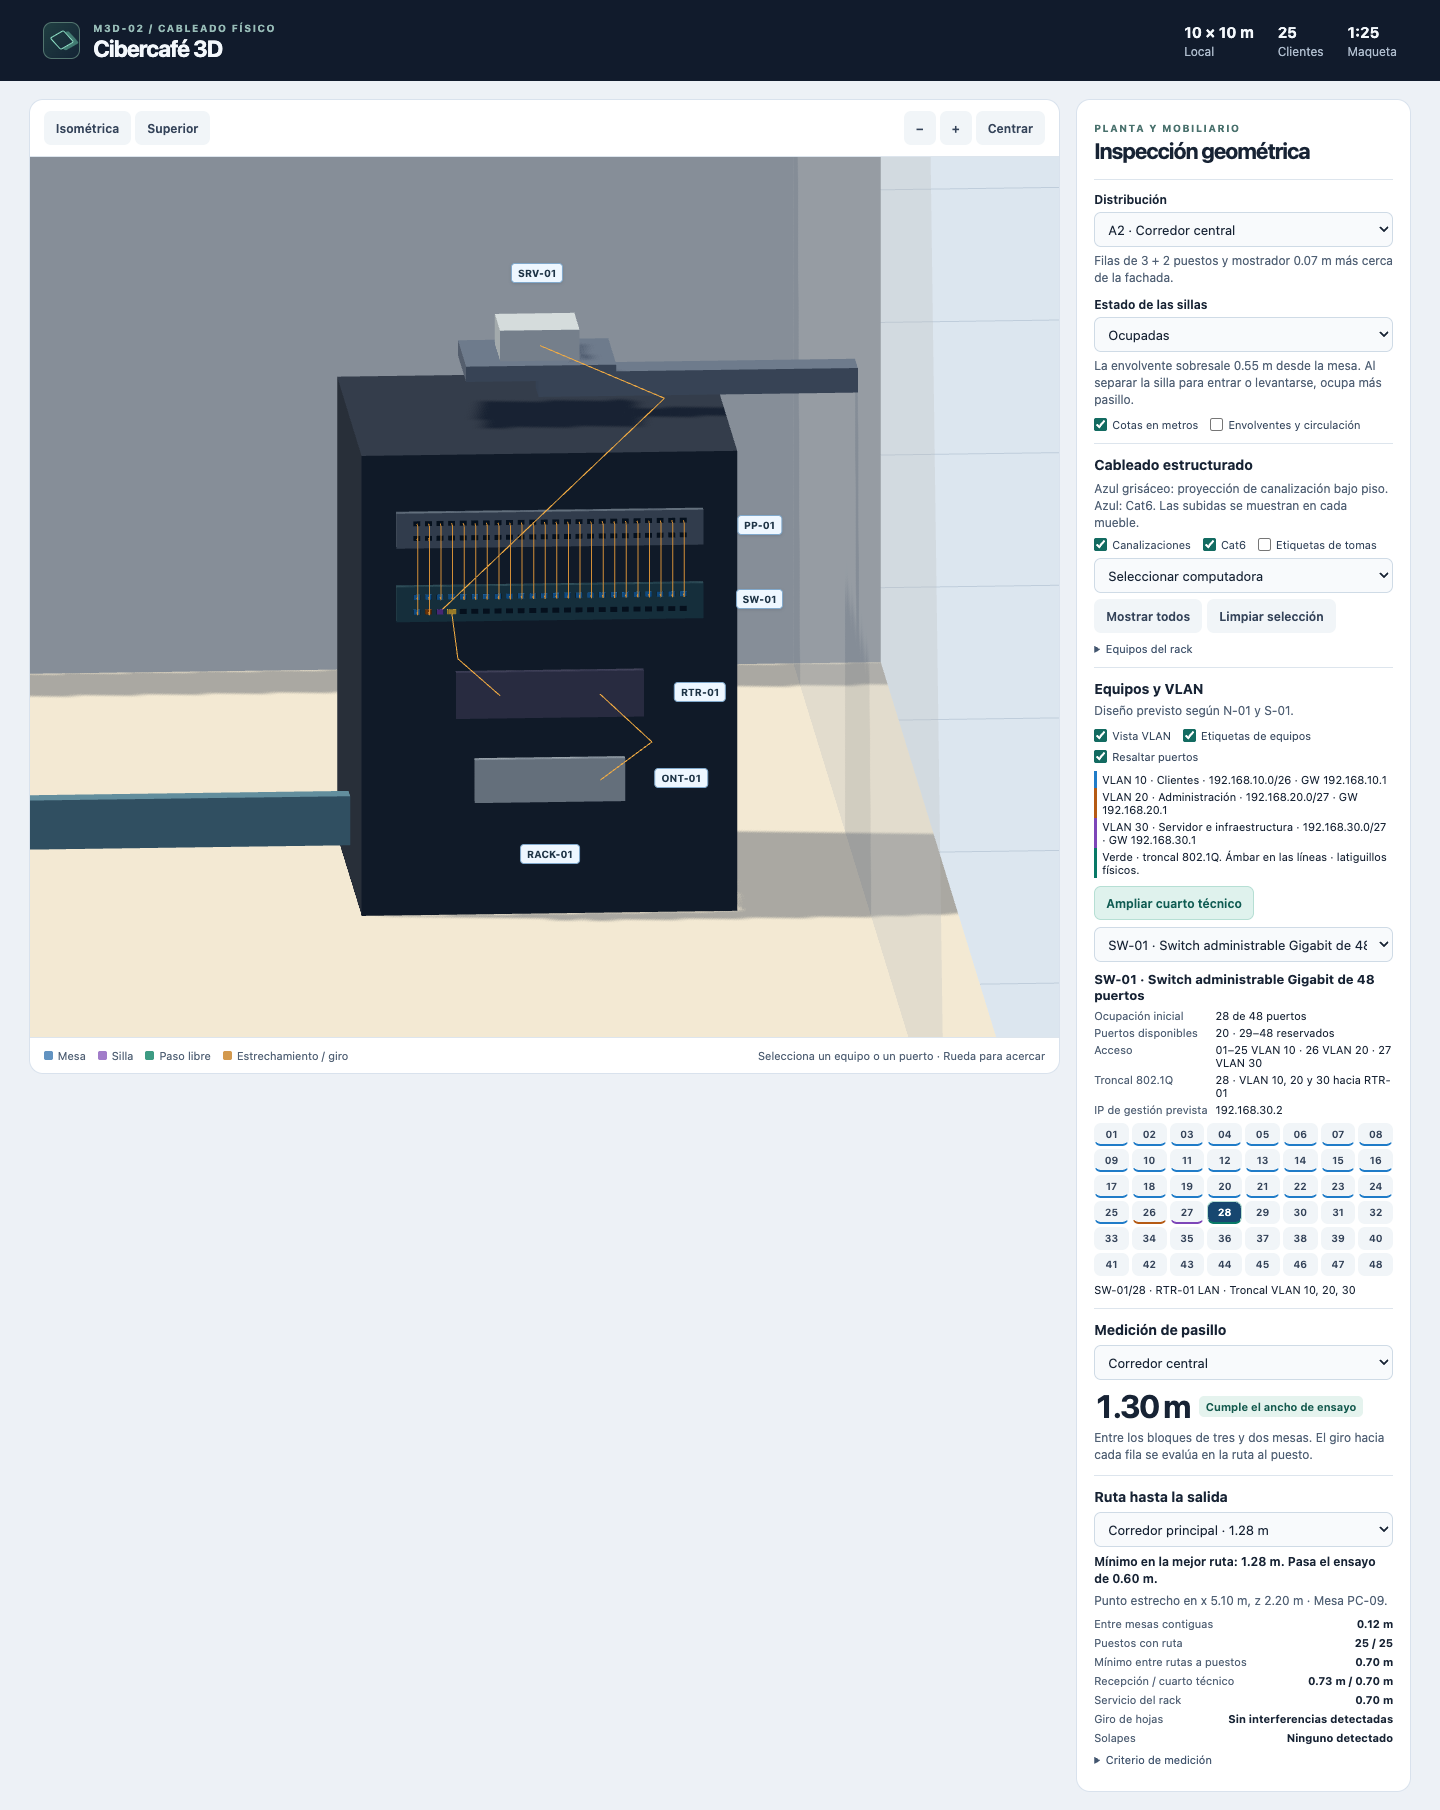 M3D-02 / CABLEADO FÍSICO
Cibercafé 3D
10 × 10 m
Local
25
Clientes
1:25
Maqueta
Isométrica
Superior
−
+
Centrar
SRV-01
PP-01
SW-01
RTR-01
ONT-01
RACK-01
Mesa
Silla
Paso libre
Estrechamiento / giro
Selecciona un equipo o un puerto · Rueda para acercar
PLANTA Y MOBILIARIO
Inspección geométrica
Distribución
A2 · Corredor central
Filas de 3 + 2 puestos y mostrador 0.07 m más cerca
de la fachada.
Estado de las sillas
Ocupadas
La envolvente sobresale 0.55 m desde la mesa. Al
separar la silla para entrar o levantarse, ocupa más
pasillo.
Cotas en metros
Envolventes y circulación
Cableado estructurado
Azul grisáceo: proyección de canalización bajo piso.
Azul: Cat6. Las subidas se muestran en cada
mueble.
Canalizaciones
Cat6
Etiquetas de tomas
Seleccionar computadora
Mostrar todos
Limpiar selección
Equipos del rack
Equipos y VLAN
Diseño previsto según N-01 y S-01.
Vista VLAN
Etiquetas de equipos
Resaltar puertos
VLAN 10 · Clientes · 192.168.10.0/26 · GW 192.168.10.1
VLAN 20 · Administración · 192.168.20.0/27 · GW
192.168.20.1
VLAN 30 · Servidor e infraestructura · 192.168.30.0/27
· GW 192.168.30.1
Verde · troncal 802.1Q. Ámbar en las líneas · latiguillos
físicos.
Ampliar cuarto técnico
SW-01 · Switch administrable Gigabit de 48
SW-01 · Switch administrable Gigabit de 48
puertos
Ocupación inicial 28 de 48 puertos
Puertos disponibles 20 · 29–48 reservados
Acceso 01–25 VLAN 10 · 26 VLAN 20 · 27
VLAN 30
Troncal 802.1Q 28 · VLAN 10, 20 y 30 hacia RTR-
01
IP de gestión prevista 192.168.30.2
01 02 03 04 05 06 07 08
09 10 11 12 13 14 15 16
17 18 19 20 21 22 23 24
25 26 27 28 29 30 31 32
33 34 35 36 37 38 39 40
41 42 43 44 45 46 47 48
SW-01/28 · RTR-01 LAN · Troncal VLAN 10, 20, 30
Medición de pasillo
Corredor central
1.30 m
Cumple el ancho de ensayo
Entre los bloques de tres y dos mesas. El giro hacia
cada fila se evalúa en la ruta al puesto.
Ruta hasta la salida
Corredor principal · 1.28 m
Mínimo en la mejor ruta: 1.28 m. Pasa el ensayo
de 0.60 m.
Punto estrecho en x 5.10 m, z 2.20 m · Mesa PC-09.
Entre mesas contiguas 0.12 m
Puestos con ruta 25 / 25
Mínimo entre rutas a puestos 0.70 m
Recepción / cuarto técnico 0.73 m / 0.70 m
Servicio del rack 0.70 m
Giro de hojas Sin interferencias detectadas
Solapes Ninguno detectado
Criterio de medición